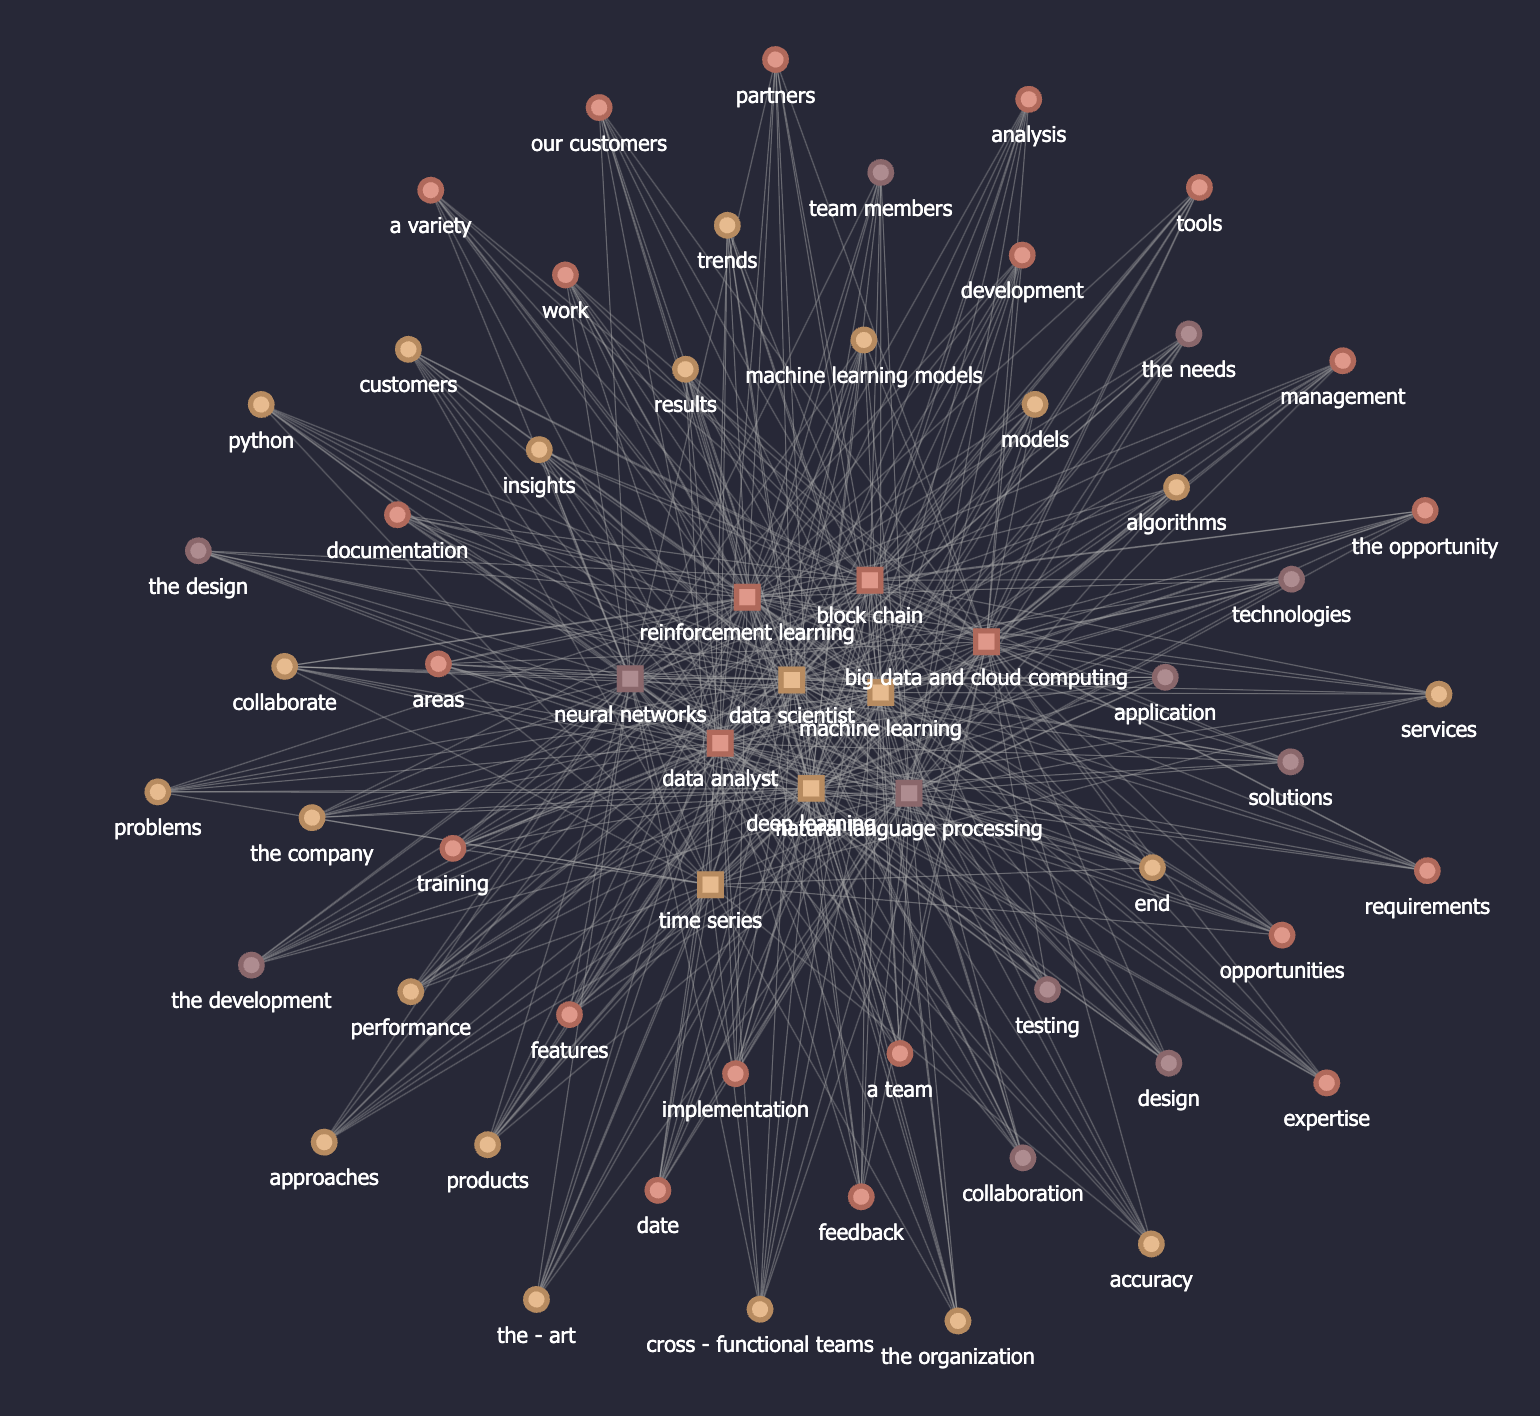 partners
analysis
our customers
team members
a variety
tools
trends
development
work
machine learning models
the needs
customers
results
management
python
models
insights
algorithms
documentation
the opportunity
the design
technologies
block chain
reinforcement learning
big data and cloud computing
collaborate
areas
neural networks
data scientist
application
machine learning
services
data analyst
solutions
problems
deep learning
natural language processing
the company
training
end
requirements
time series
opportunities
the development
performance
testing
features
a team
design
implementation
expertise
approaches
products
collaboration
date
feedback
accuracy
the - art
cross - functional teams
the organization